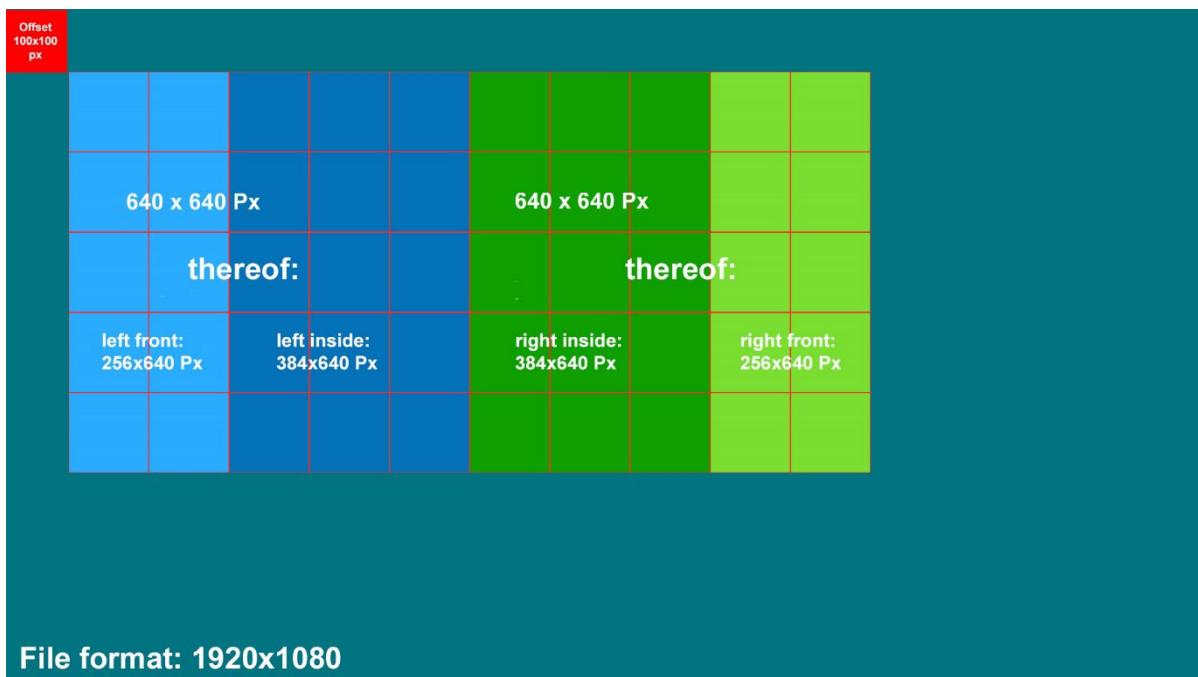 Offset
100x100
px
640 x 640 Px
640 x 640 Px
thereof:
thereof:
left front:
256x640 Px
left inside:
384x640 Px
right inside:
384x640 Px
right front:
256x640 Px
File format: 1920x1080